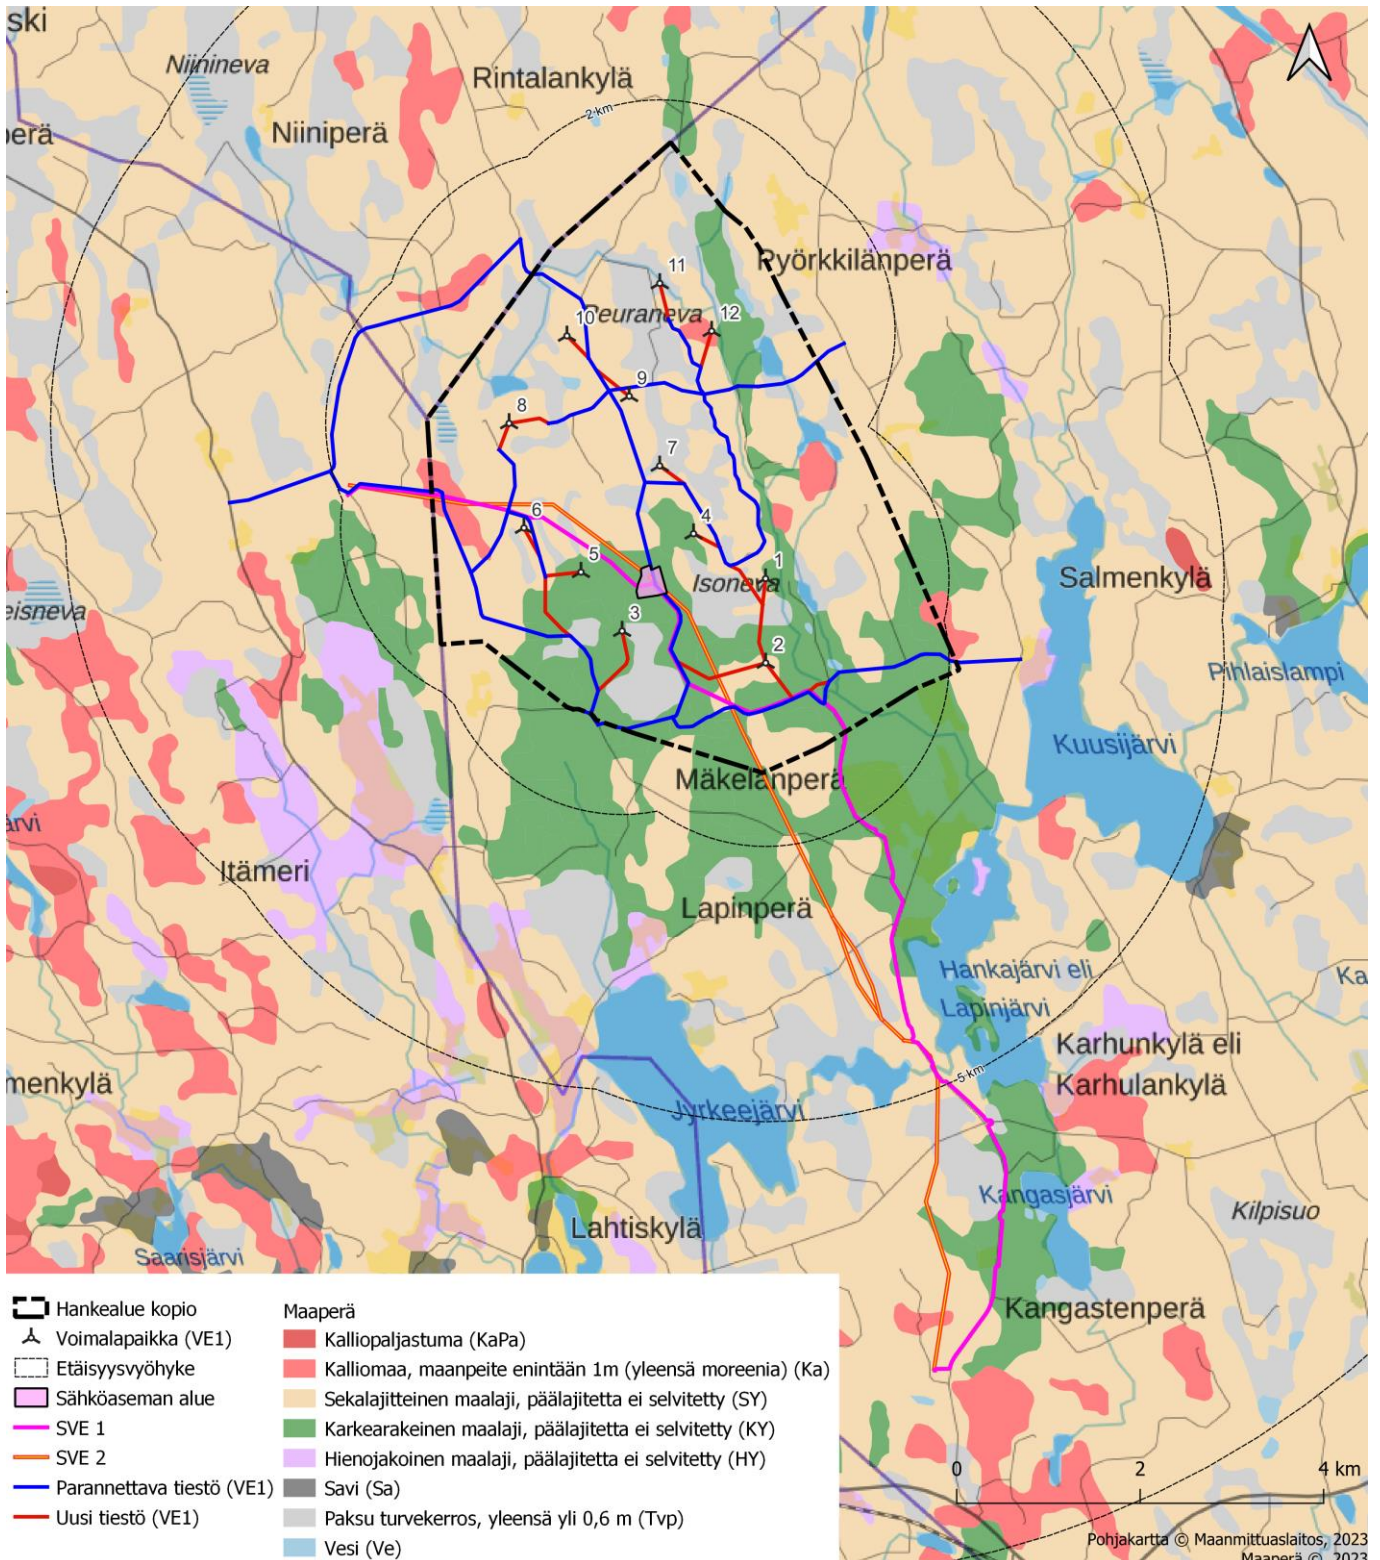 ski
Niinineva
Rintalankylä
2 km
Niiniperä
perä
Pyörkkilänperä
11
Peuraneva
12
10
9
8
7
6
4
5
1
Isoneva
Salmenkylä
eisneva
3
2
Pihlaislampi
Kuusijärvi
Mäkelänperä
ärvi
Itämeri
Lapinperä
Hankajärvi eli
Lapinjärvi
Ka
Karhunkylä eli
Karhulankylä
5 km
menkylä
Jyrkeejärvi
Kangasjärvi
Kilpisuo
Lahtiskylä
Saarisjärvi
Kangastenperä
Hankealue kopio
Voimalapaikka (VE1)
Etäisyysvyöhyke
Sähköaseman alue
SVE 1
SVE 2
Parannettava tiestö (VE1)
Uusi tiestö (VE1)
Maaperä
Kalliopaljastuma (KaPa)
Kalliomaa, maanpeite enintään 1m (yleensä moreenia) (Ka)
Sekalajitteinen maalaji, päälajitetta ei selvitetty (SY)
Karkearakeinen maalaji, päälajitetta ei selvitetty (KY)
Hienojakoinen maalaji, päälajitetta ei selvitetty (HY)
Savi (Sa)
Paksu turvekerros, yleensä yli 0,6 m (Tvp)
Vesi (Ve)
0 2 4 km
Pohjakartta © Maanmittauslaitos, 2023
Maaperä © 2023